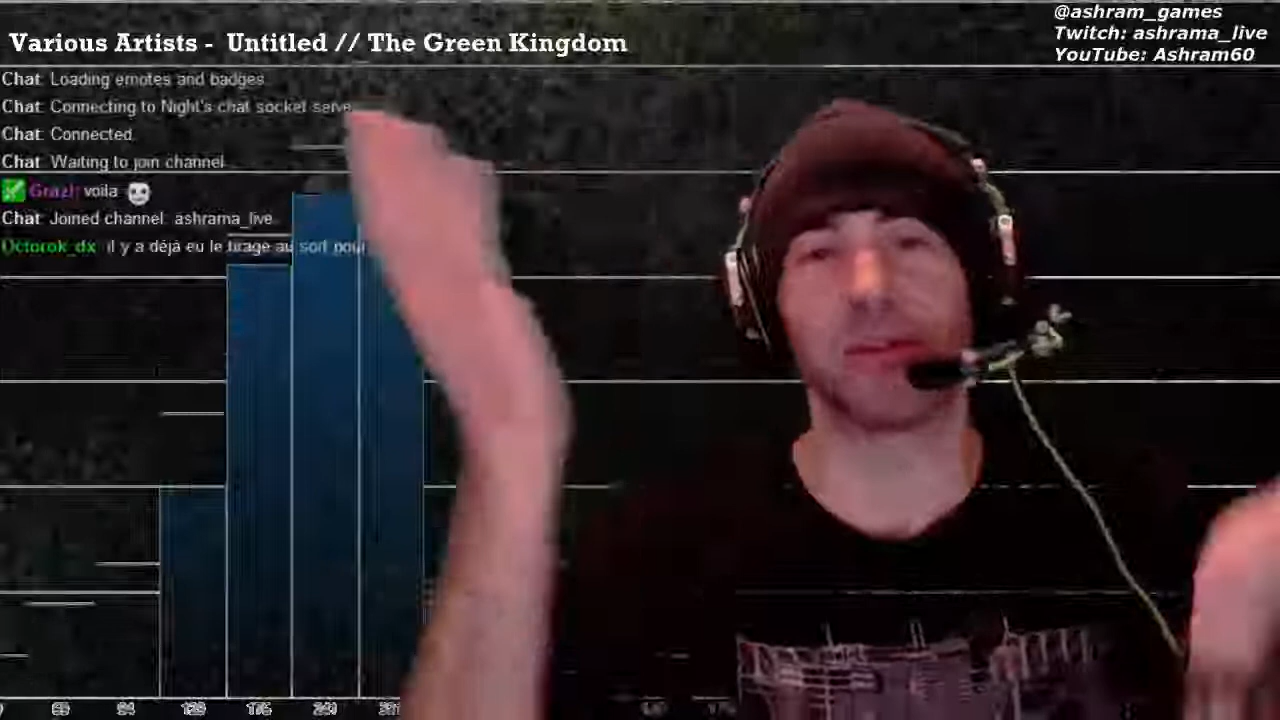 @ashram_games
Twitch: ashrama_live
YouTube: Ashram60
Various Artists - Untitled // The Green Kingdom
Chat: Loading emotes and badges.
Chat: Connecting to Night's chat socket serve
Chat: Connected.
Chat: Waiting to join channel
Grazl: voila
Chat: Joined channel: ashrama_live.
Octorok_dx: il y a déjà eu le tirage au sort pour